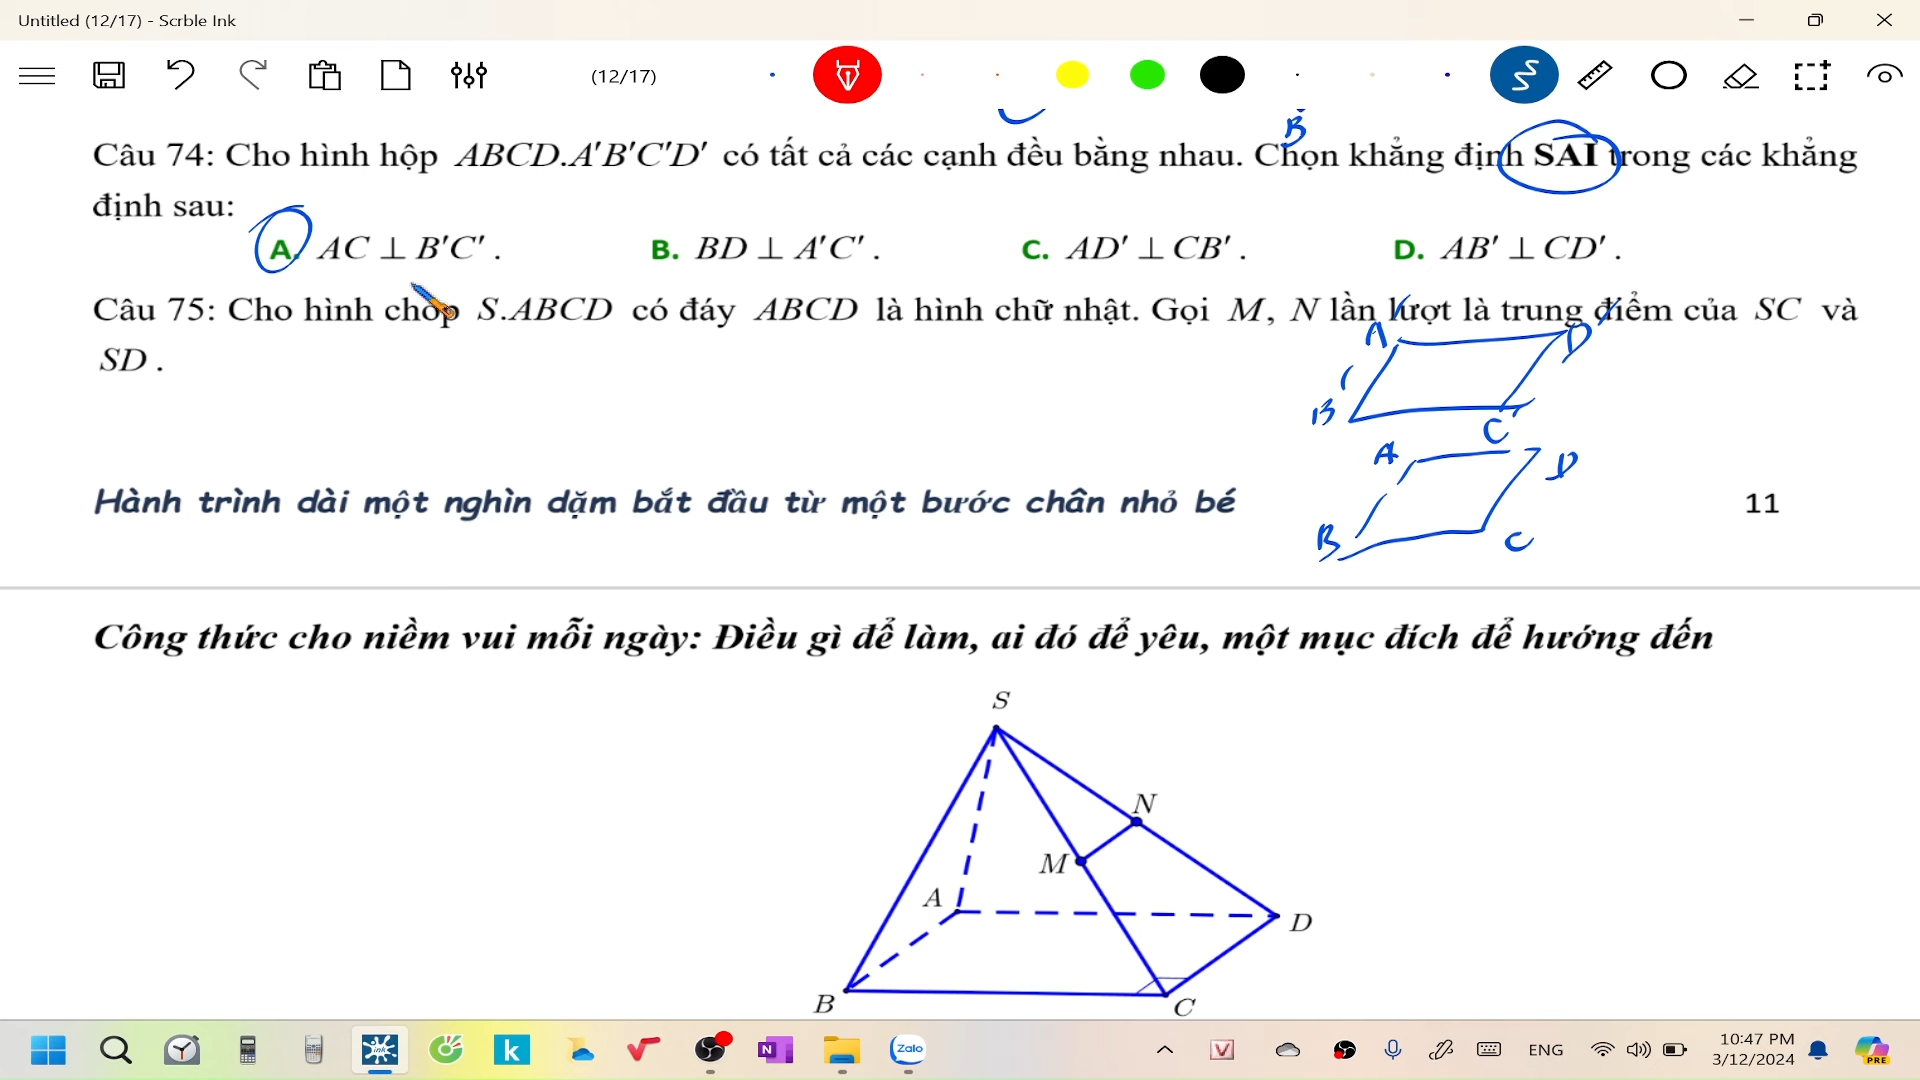 Untitled (12/17) - Scrble Ink
(12/17)
B
Câu 74: Cho hình hộp ABCD.A'B'C'D' có tất cả các cạnh đều bằng nhau. Chọn khẳng định SAI trong các khẳng
định sau:
A. AC ⊥ B'C'. B. BD ⊥ A'C'. C. AD' ⊥ CB'. D. AB' ⊥ CD'.
Câu 75: Cho hình chóp S.ABCD có đáy ABCD là hình chữ nhật. Gọi M, N lần lượt là trung điểm của SC và
SD.
A' D'
B' C'
A D
B C
Hành trình dài một nghìn dặm bắt đầu từ một bước chân nhỏ bé 11
Công thức cho niềm vui mỗi ngày: Điều gì để làm, ai đó để yêu, một mục đích để hướng đến
S
N
M
A
D
B
C
ink
k
N
Zalo
V
ENG
10:47 PM
3/12/2024
PRE